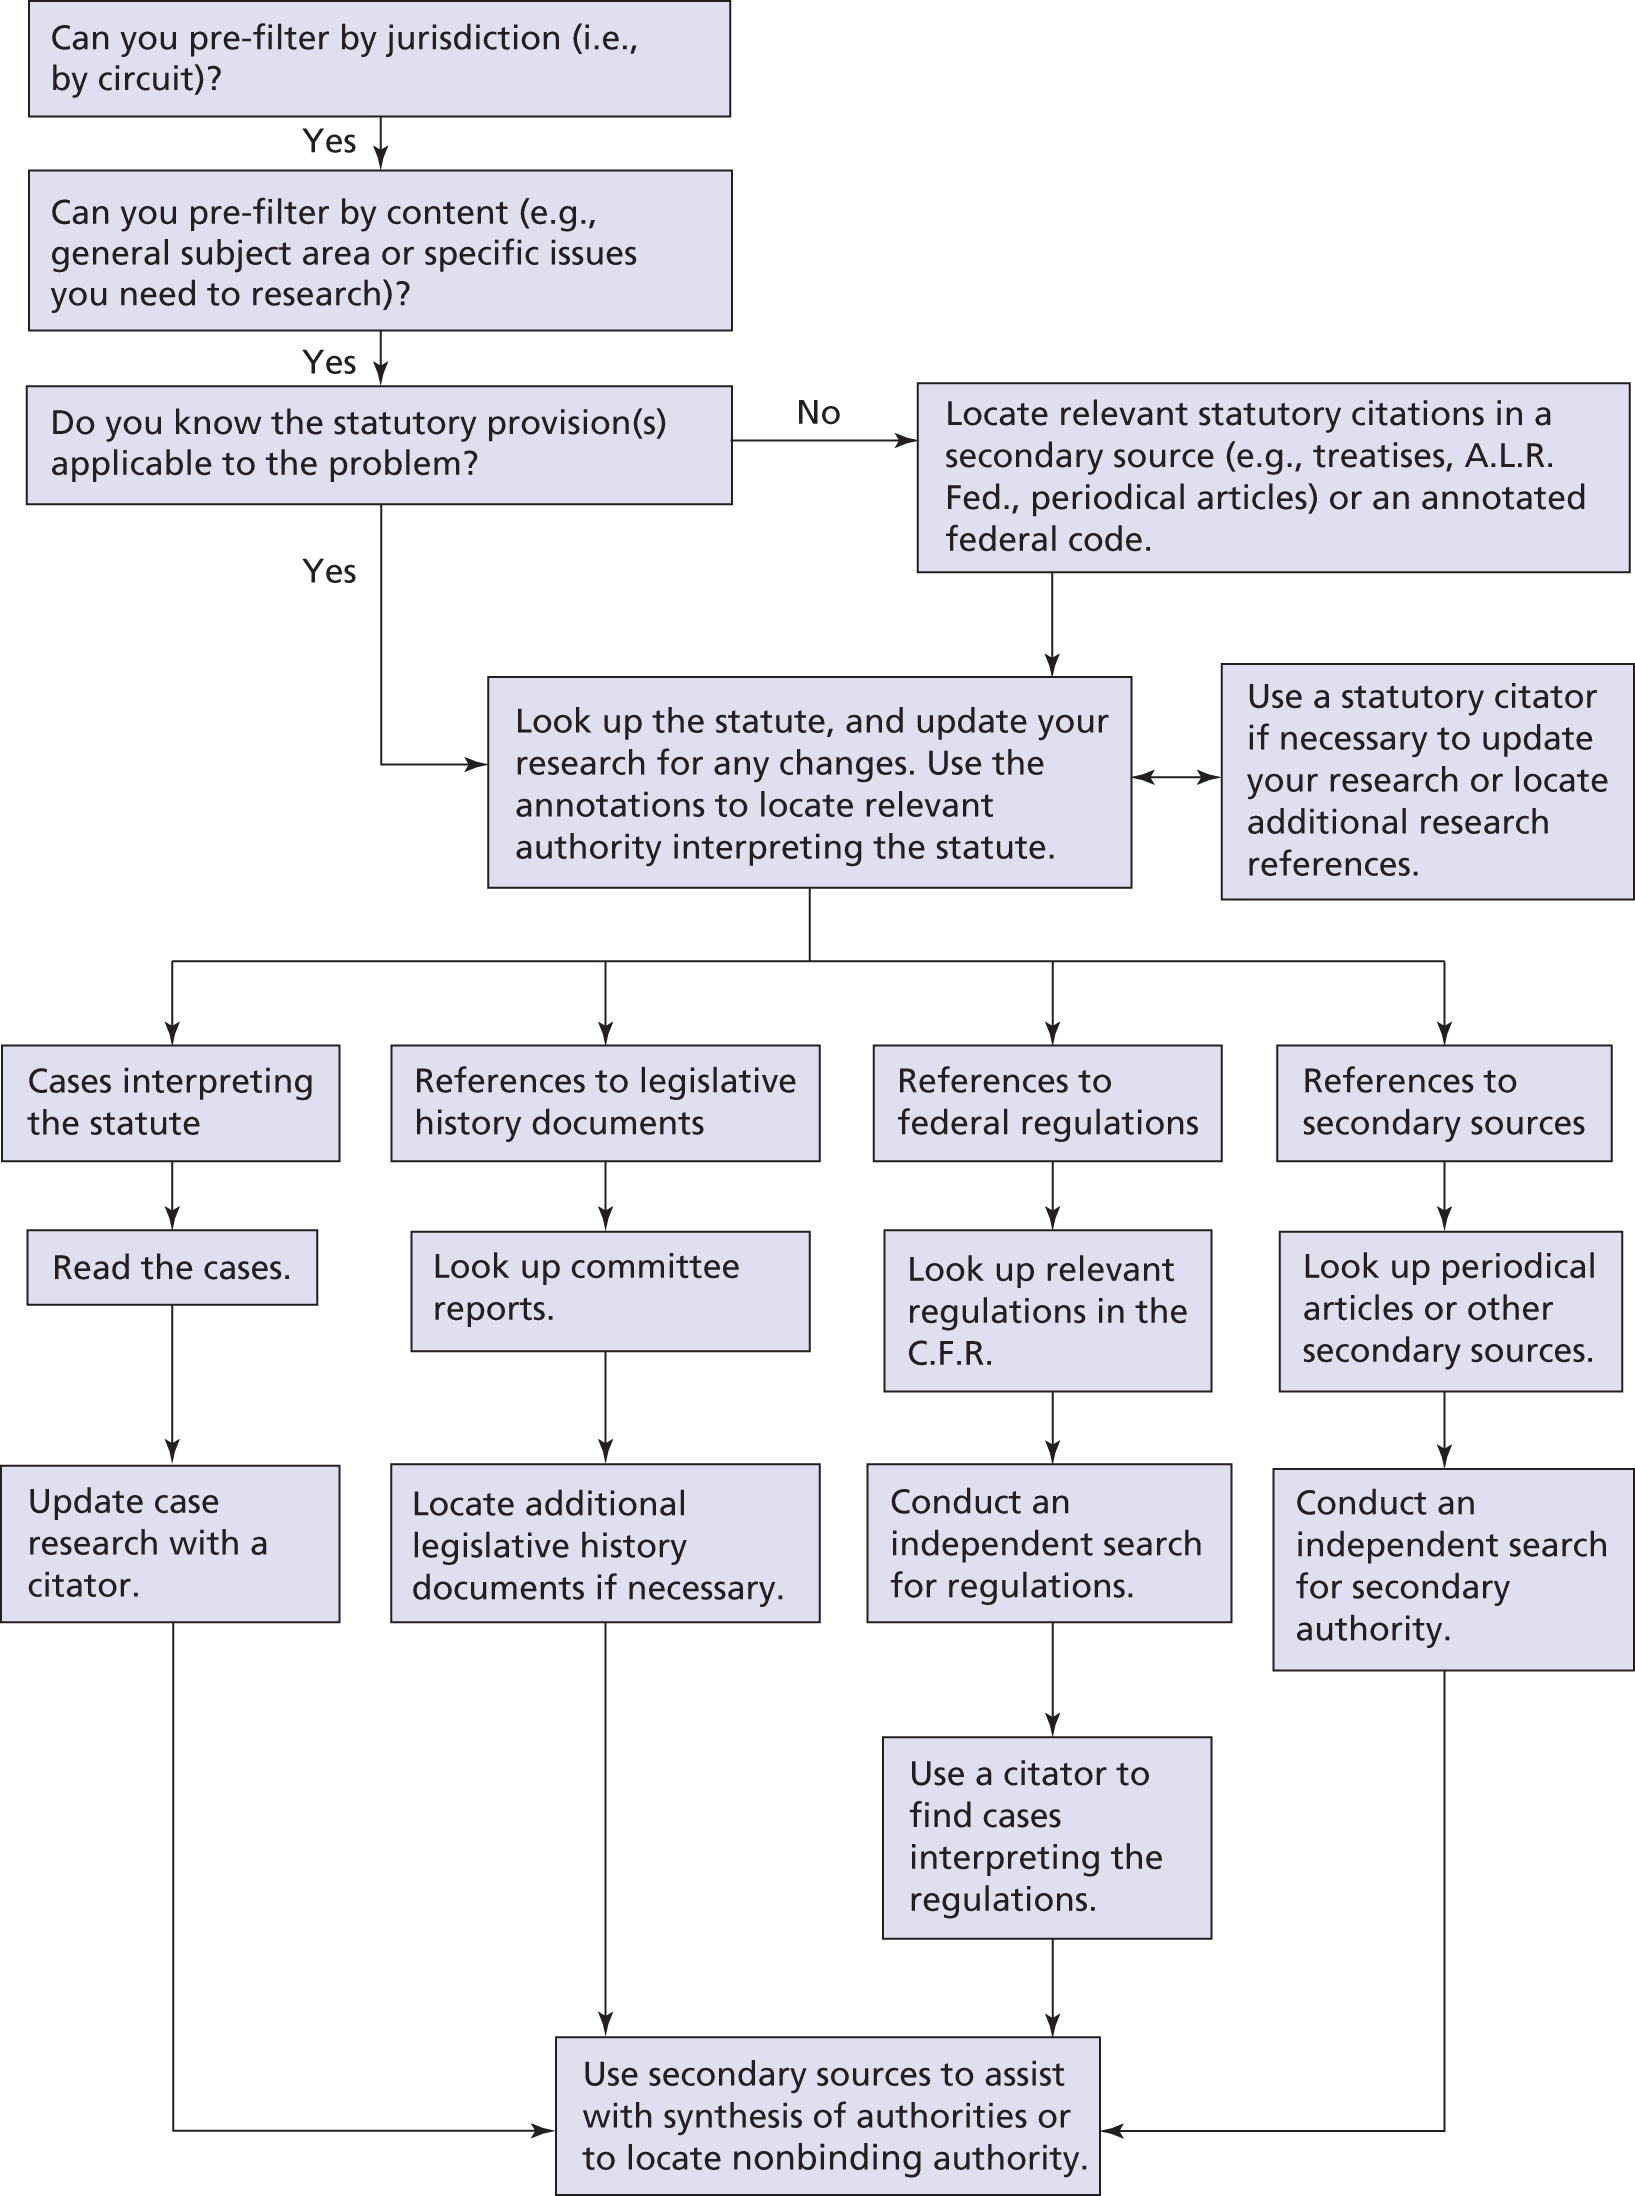 Can you pre-filter by jurisdiction (i.e.,
by circuit)?
Yes
Can you pre-filter by content (e.g.,
general subject area or specific issues
you need to research)?
Yes
Do you know the statutory provision(s)
applicable to the problem?
No
Locate relevant statutory citations in a
secondary source (e.g., treatises, A.L.R.
Fed., periodical articles) or an annotated
federal code.
Yes
Look up the statute, and update your
research for any changes. Use the
annotations to locate relevant
authority interpreting the statute.
Use a statutory citator
if necessary to update
your research or locate
additional research
references.
Cases interpreting
the statute
References to legislative
history documents
References to
federal regulations
References to
secondary sources
Read the cases.
Look up committee
reports.
Look up relevant
regulations in the
C.F.R.
Look up periodical
articles or other
secondary sources.
Update case
research with a
citator.
Locate additional
legislative history
documents if necessary.
Conduct an
independent search
for regulations.
Conduct an
independent search
for secondary
authority.
Use a citator to
find cases
interpreting the
regulations.
Use secondary sources to assist
with synthesis of authorities or
to locate nonbinding authority.